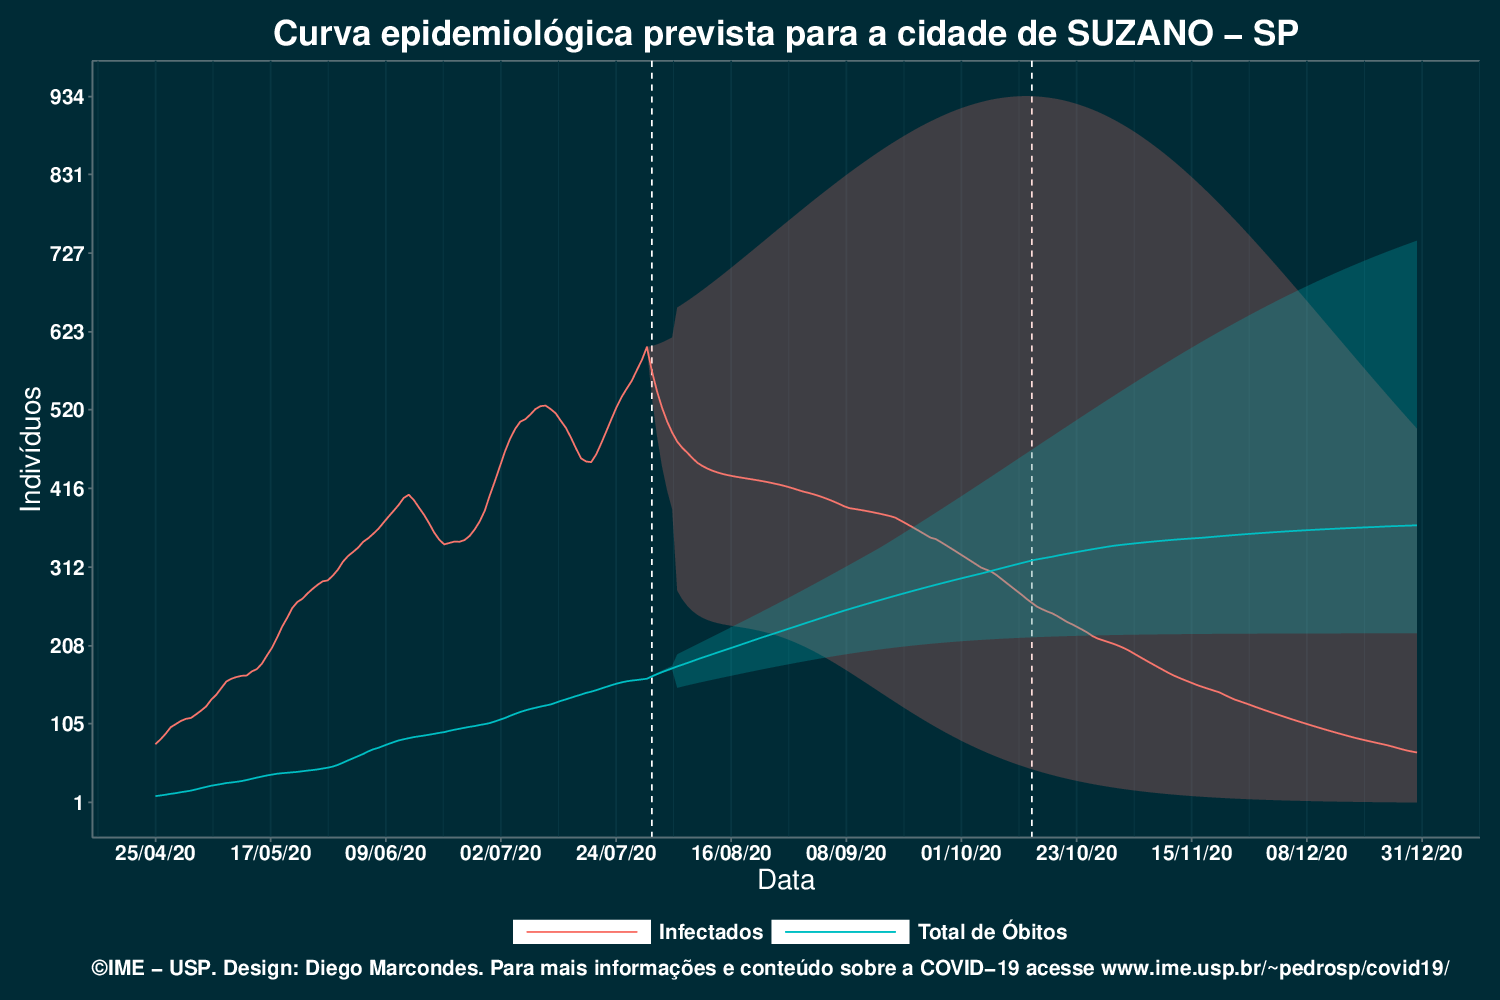 Curva epidemiológica prevista para a cidade de SUZANO – SP
934
831
727
623
520
416
312
208
105
1
Indivíduos
25/04/20 17/05/20 09/06/20 02/07/20 24/07/20 16/08/20 08/09/20 01/10/20 23/10/20 15/11/20 08/12/20 31/12/20
Data
Infectados Total de Óbitos
©IME – USP. Design: Diego Marcondes. Para mais informações e conteúdo sobre a COVID–19 acesse www.ime.usp.br/~pedrosp/covid19/